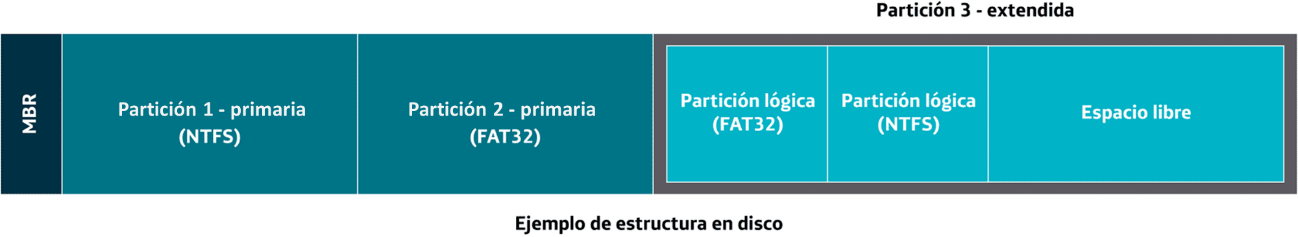 Partición 3 - extendida
MBR
Partición 1 - primaria
(NTFS)
Partición 2 - primaria
(FAT32)
Partición lógica
(FAT32)
Partición lógica
(NTFS)
Espacio libre
Ejemplo de estructura en disco